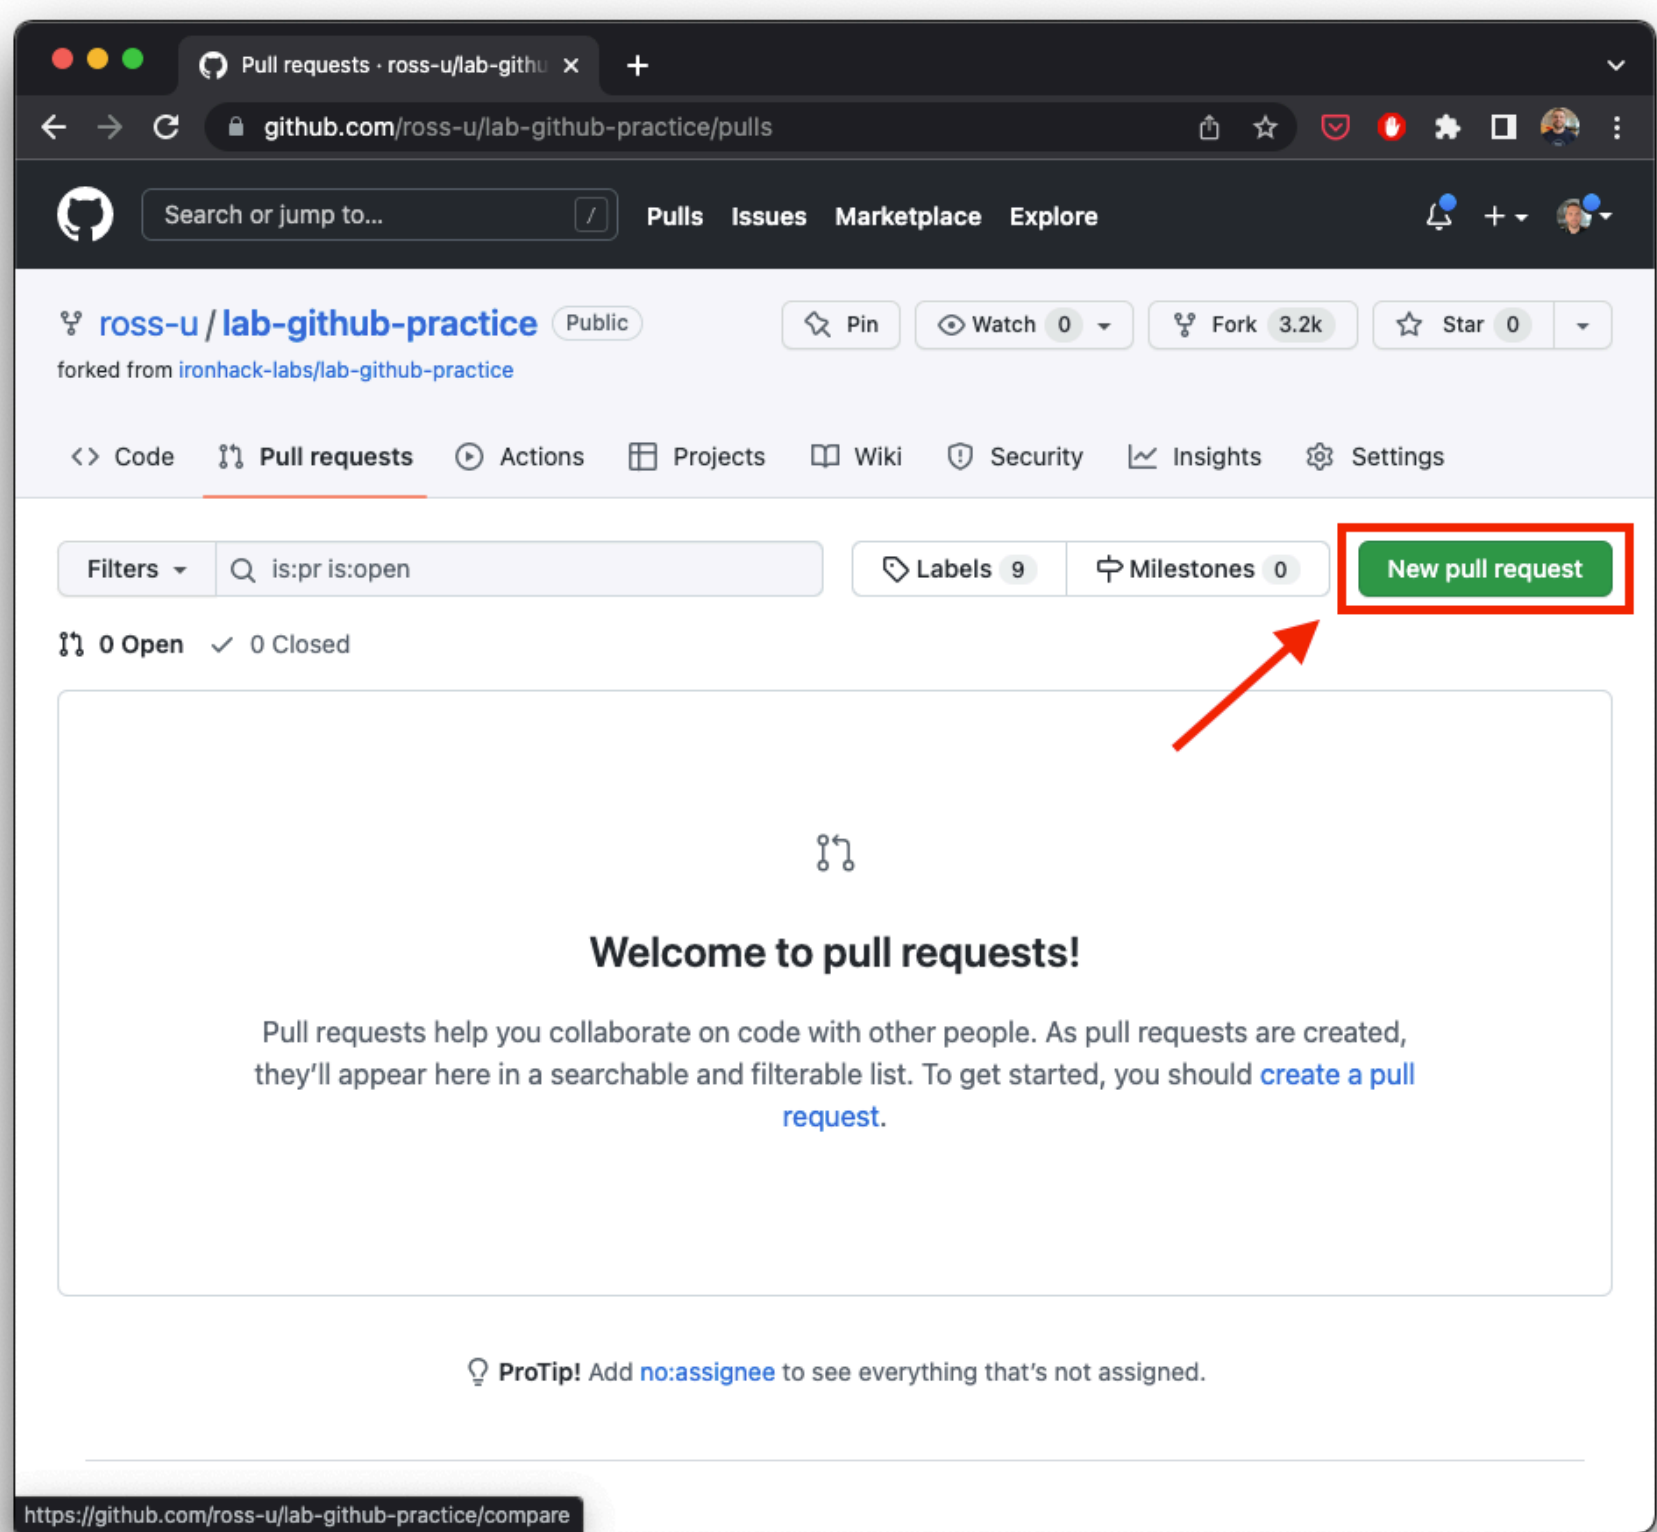 Pull requests · ross-u/lab-githu
github.com/ross-u/lab-github-practice/pulls
Search or jump to... / Pulls Issues Marketplace Explore
ross-u / lab-github-practice Public Pin Watch 0 Fork 3.2k Star 0
forked from ironhack-labs/lab-github-practice
Code Pull requests Actions Projects Wiki Security Insights Settings
Filters is:pr is:open Labels 9 Milestones 0 New pull request
0 Open 0 Closed
Welcome to pull requests!
Pull requests help you collaborate on code with other people. As pull requests are created,
they’ll appear here in a searchable and filterable list. To get started, you should create a pull
request.
ProTip! Add no:assignee to see everything that’s not assigned.
https://github.com/ross-u/lab-github-practice/compare